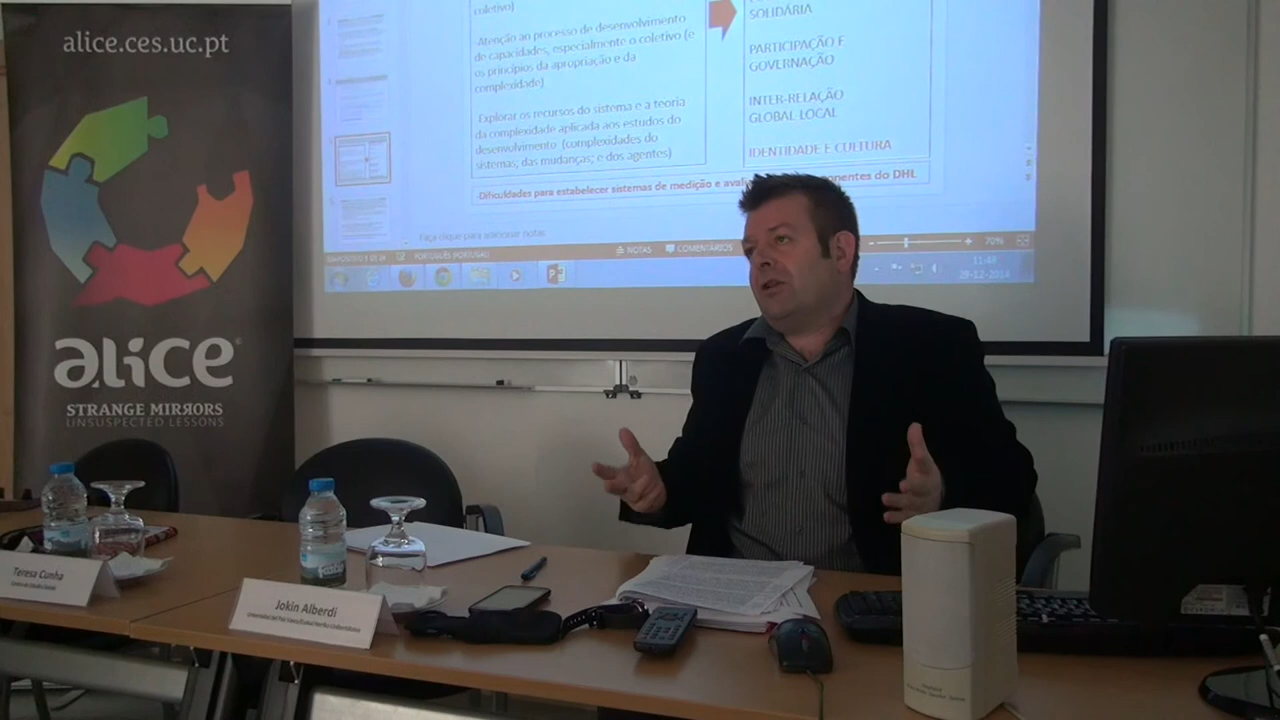 alice.ces.uc.pt
alice
STRANGE MIRRORS
UNSUSPECTED LESSONS
coletivo)
-Atenção ao processo de desenvolvimento
de capacidades, especialmente o coletivo (e
os princípios da apropriação e da
complexidade)
Explorar os recursos do sistema e a teoria
da complexidade aplicada aos estudos do
desenvolvimento (complexidades do
sistemas; das mudanças; e dos agentes)
SOLIDÁRIA
PARTICIPAÇÃO E
GOVERNAÇÃO
INTER-RELAÇÃO
GLOBAL LOCAL
IDENTIDADE E CULTURA
-Dificuldades para estabelecer sistemas de medição e avali
ponentes do DHL
Faça clique para adicionar notas
PORTUGUÊS (PORTUGAL)
NOTAS
COMENTÁRIOS
70%
11:48
29-12-2014
Teresa Cunha
Jokin Alberdi